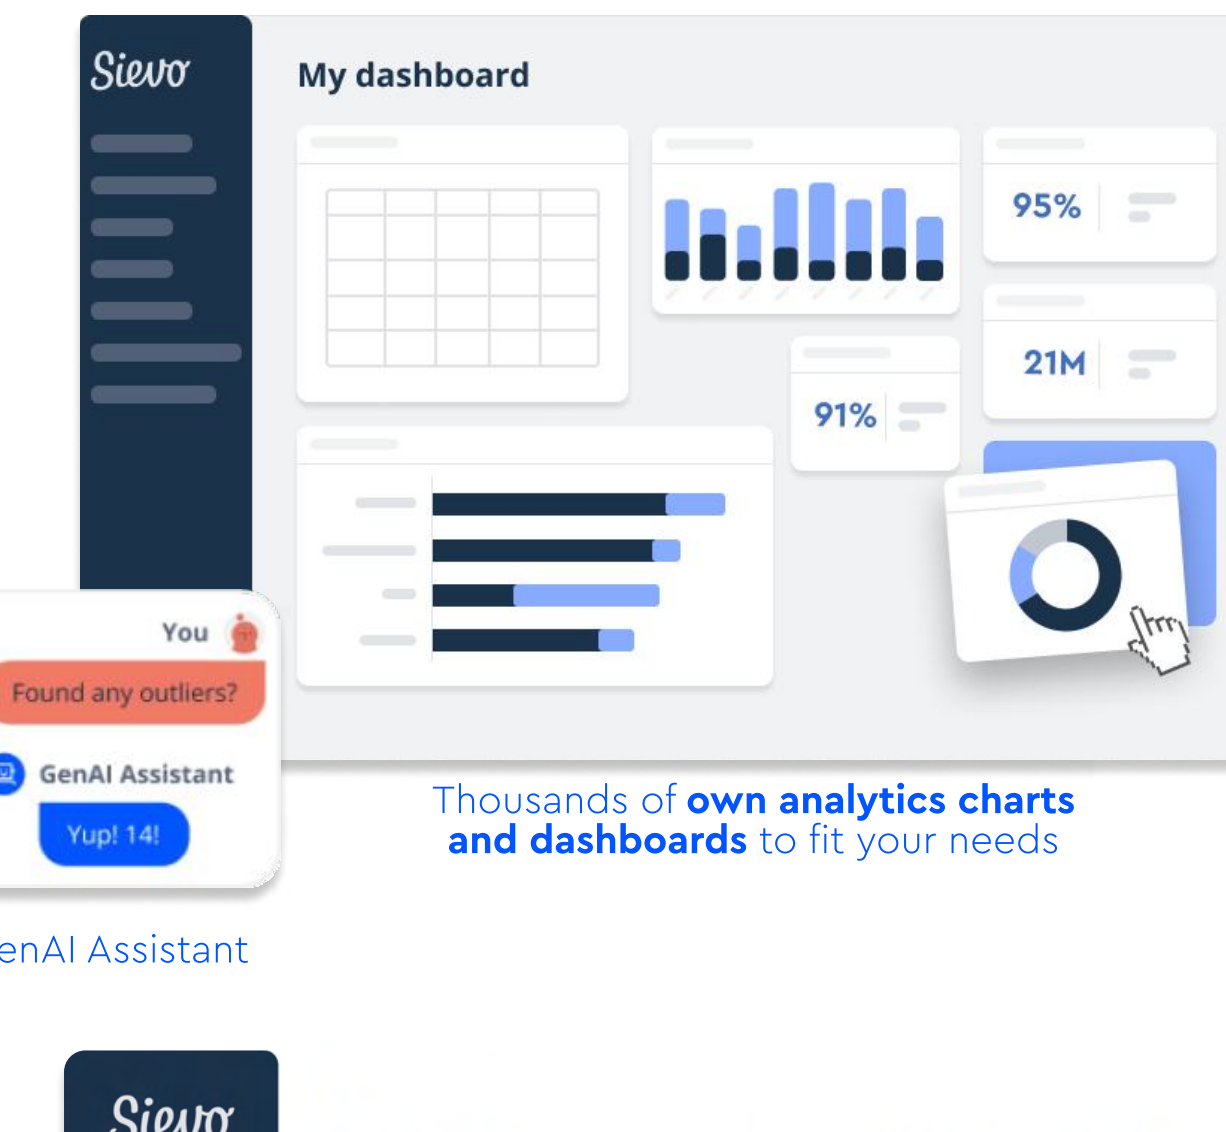 Sievo
My dashboard
95%
21M
91%
You
Found any outliers?
GenAI Assistant
Yup! 14!
Thousands of own analytics charts
and dashboards to fit your needs
enAI Assistant
Sievo